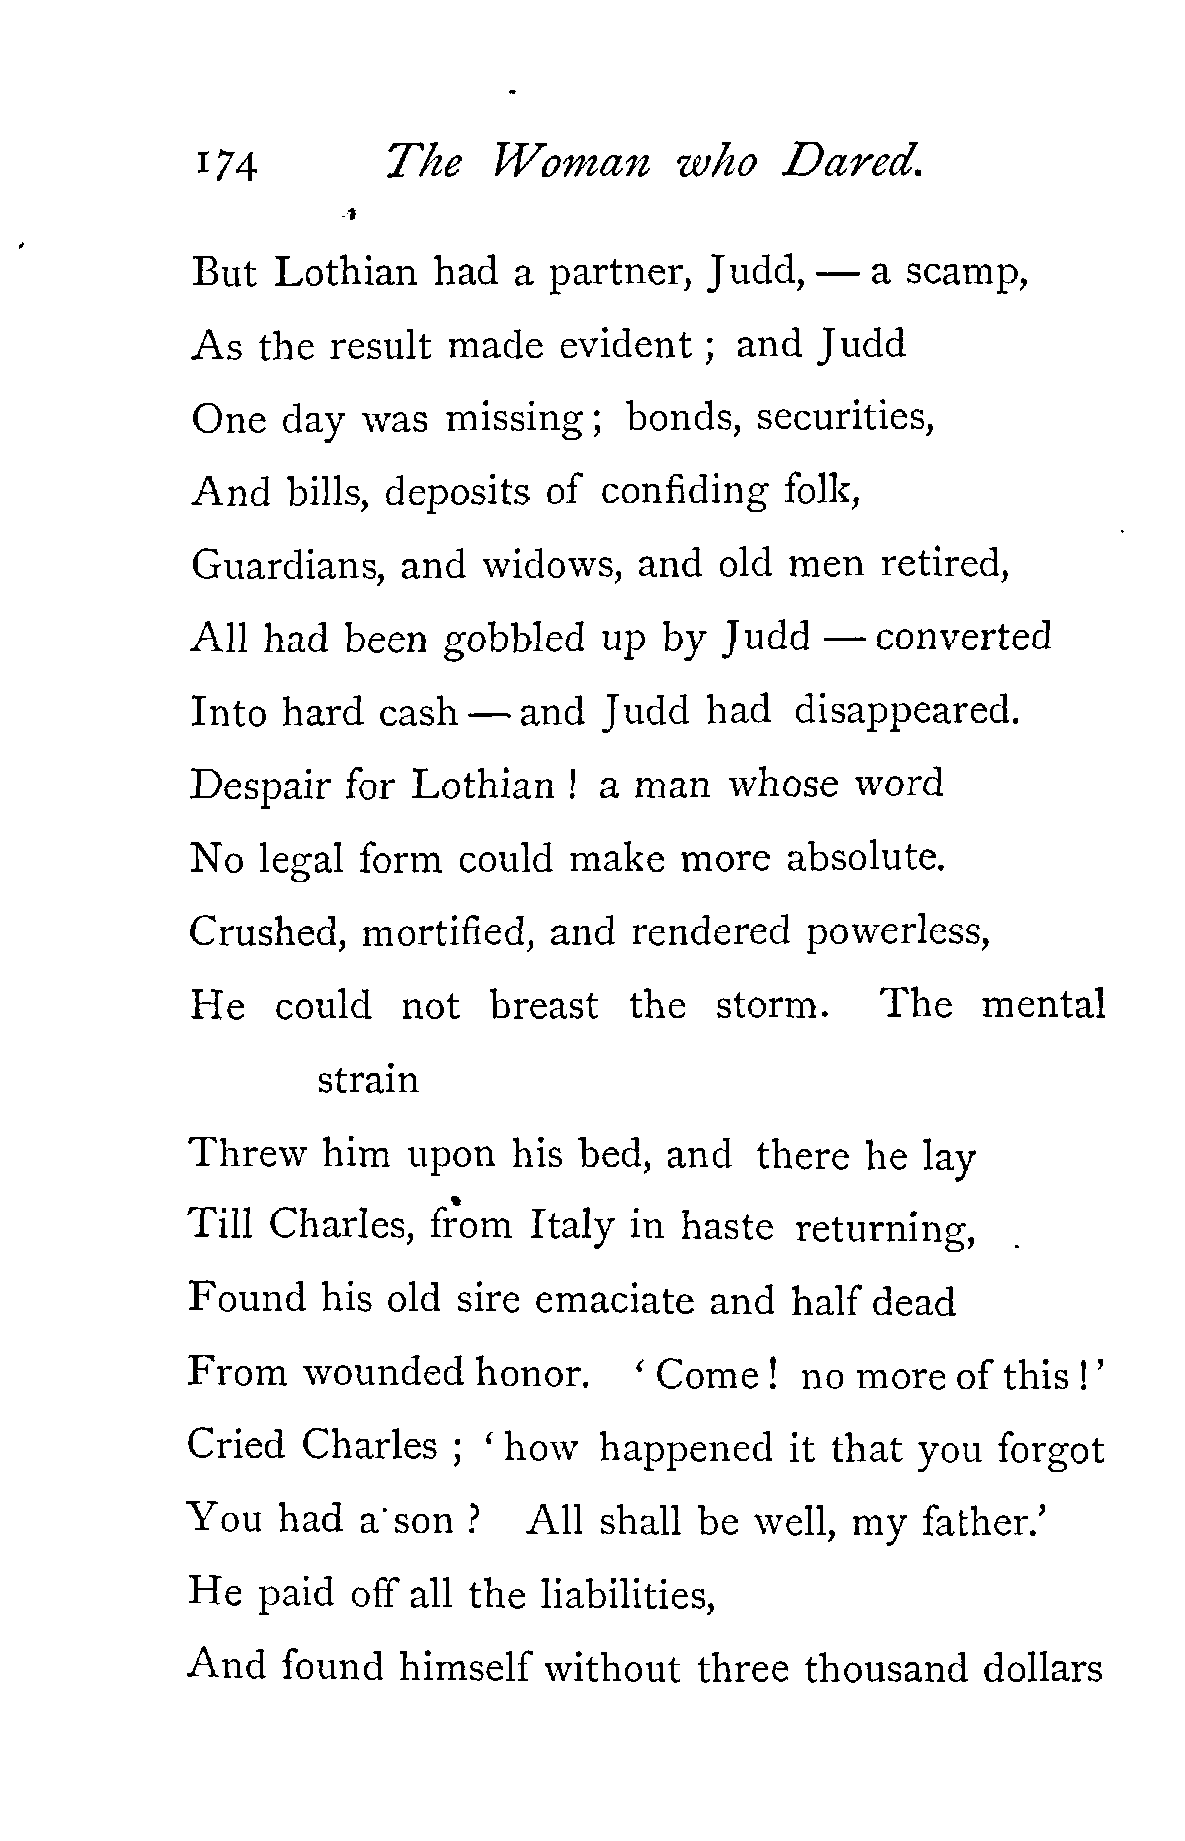 174 The Woman who Dared.
But Lothian had a partner, Judd, — a scamp,
As the result made evident ; and Judd
One day was missing ; bonds, securities,
And bills, deposits of confiding folk,
Guardians, and widows, and old men retired,
All had been gobbled up by Judd — converted
Into hard cash — and Judd had disappeared.
Despair for Lothian ! a man whose word
No legal form could make more absolute.
Crushed, mortified, and rendered powerless,
He could not breast the storm. The mental
strain
Threw him upon his bed, and there he lay
Till Charles, from Italy in haste returning,
Found his old sire emaciate and half dead
From wounded honor. ‘ Come ! no more of this ! ’
Cried Charles ; ‘ how happened it that you forgot
You had a son ? All shall be well, my father.’
He paid off all the liabilities,
And found himself without three thousand dollars